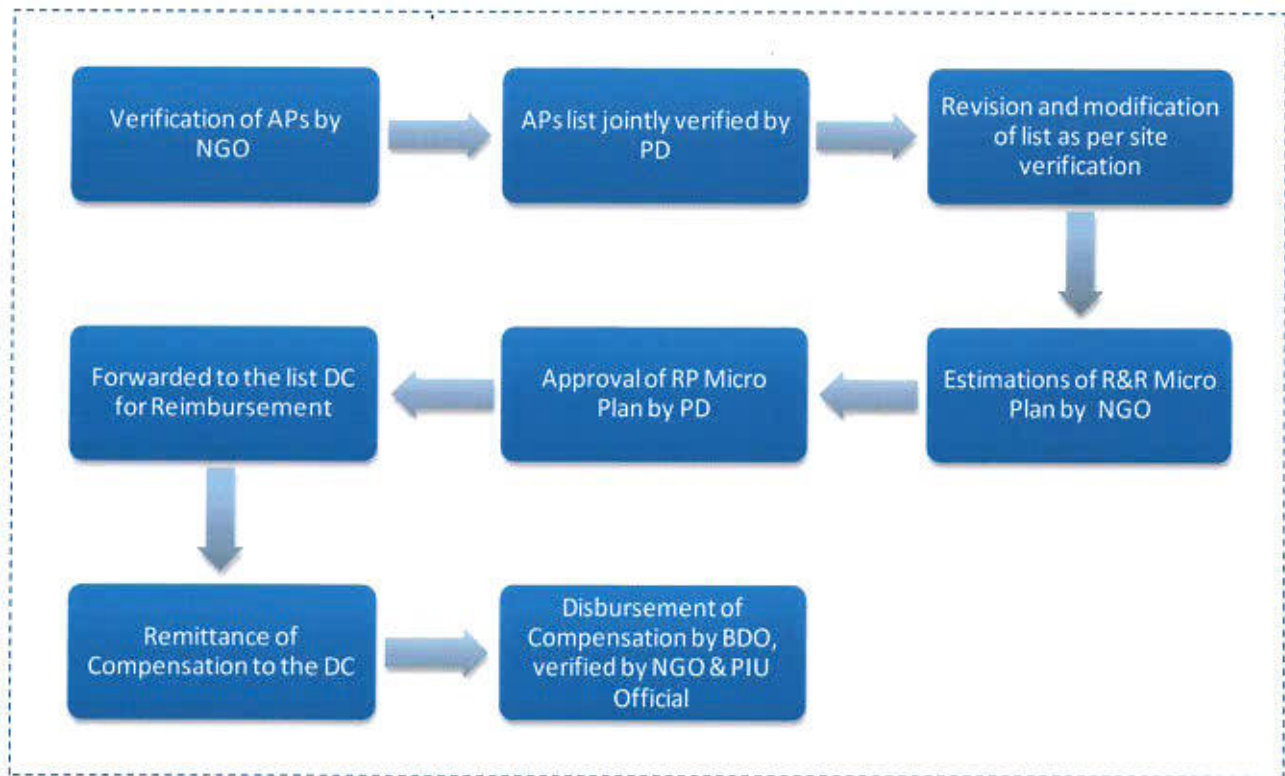 Verification of APs by
NGO
APs list jointly verified by
PD
Revision and modification
of list as per site
verification
Estimations of R&R Micro
Plan by NGO
Approval of RP Micro
Plan by PD
Forwarded to the list DC
for Reimbursement
Remittance of
Compensation to the DC
Disbursement of
Compensation by BDO,
verified by NGO & PIU
Official